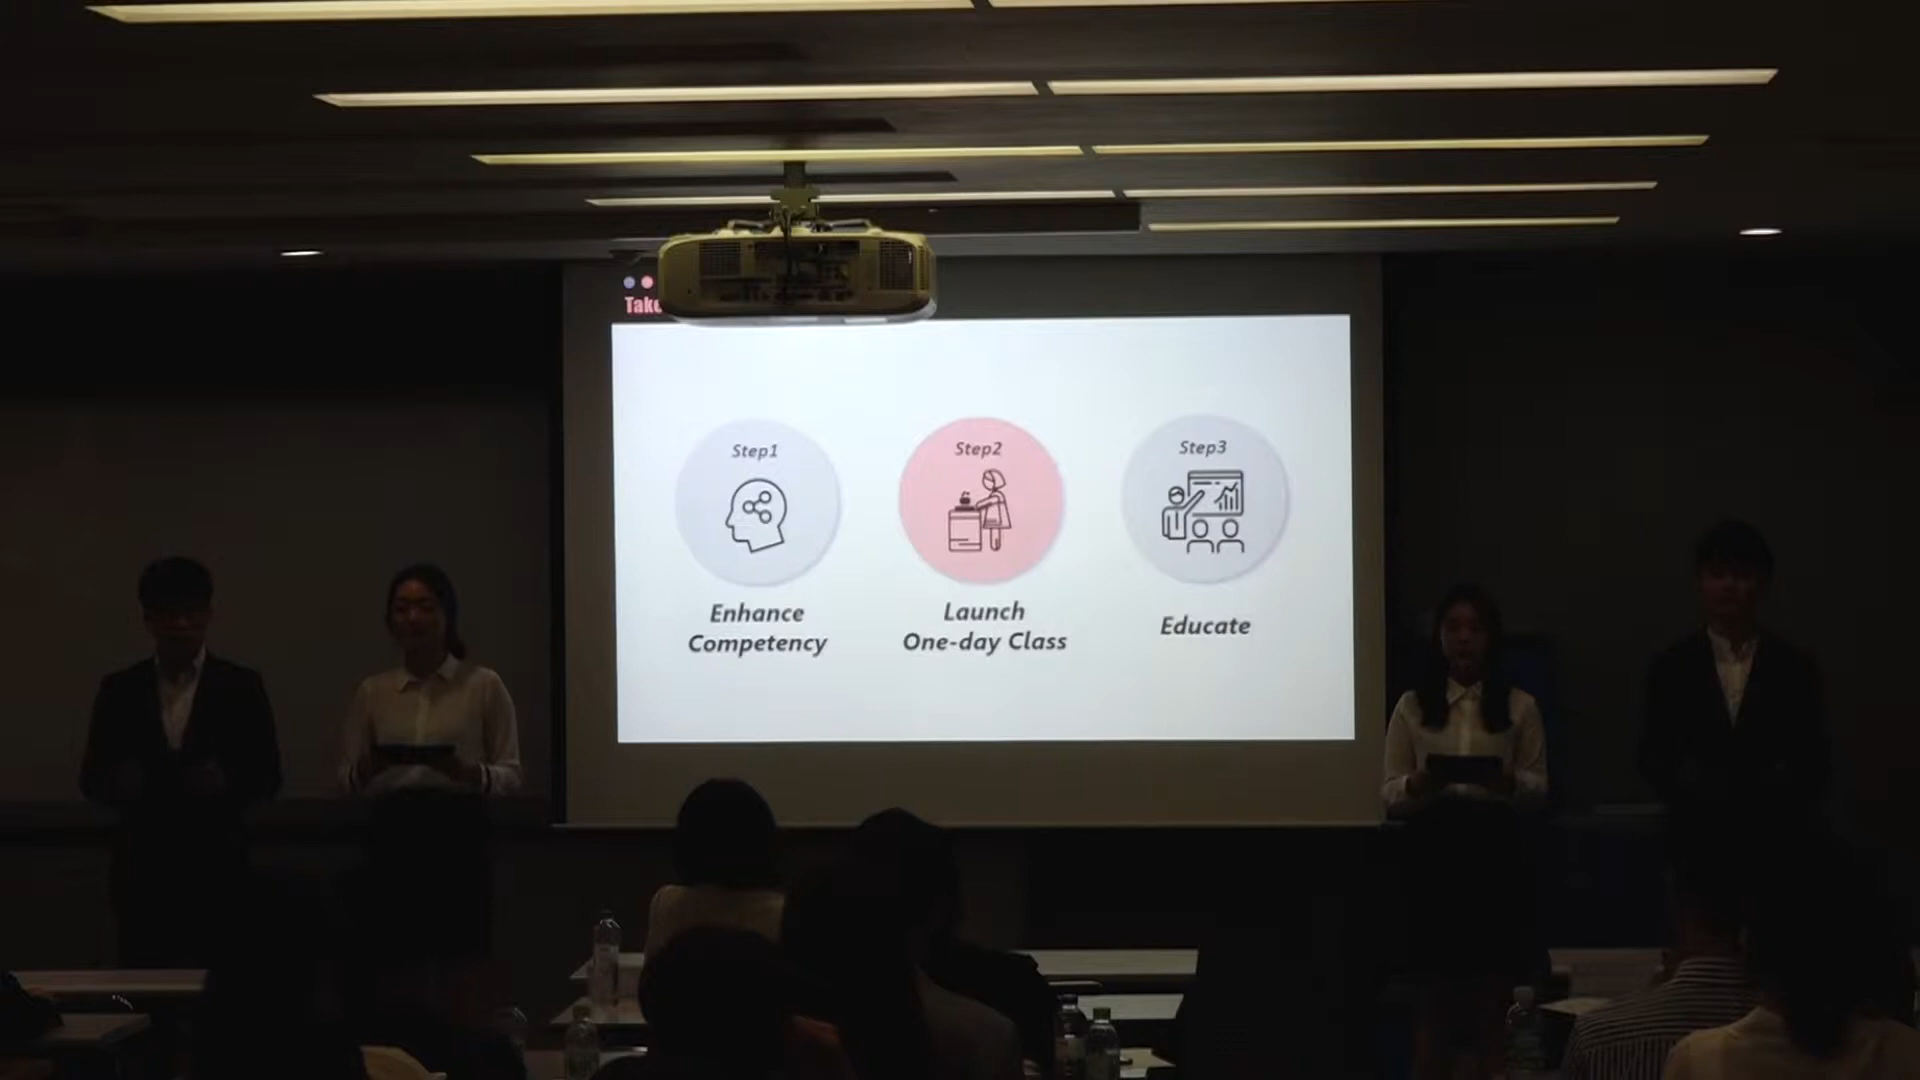 Step1
Enhance
Competency
Step2
Launch
One-day Class
Step3
Educate